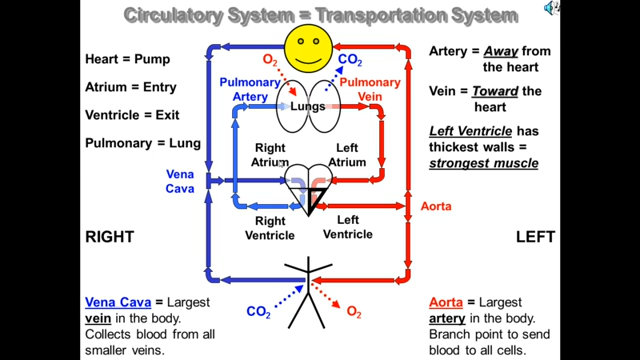 Circulatory System = Transportation System
Heart = Pump
Atrium = Entry
Ventricle = Exit
Pulmonary = Lung
O2
CO2
Pulmonary
Artery
Pulmonary
Vein
Lungs
Right
Atrium
Left
Atrium
Vena
Cava
Right
Ventricle
Left
Ventricle
Aorta
Artery = Away from
the heart
Vein = Toward the
heart
Left Ventricle has
thickest walls =
strongest muscle
RIGHT
LEFT
CO2
O2
Vena Cava = Largest
vein in the body.
Collects blood from all
smaller veins.
Aorta = Largest
artery in the body.
Branch point to send
blood to all cells.